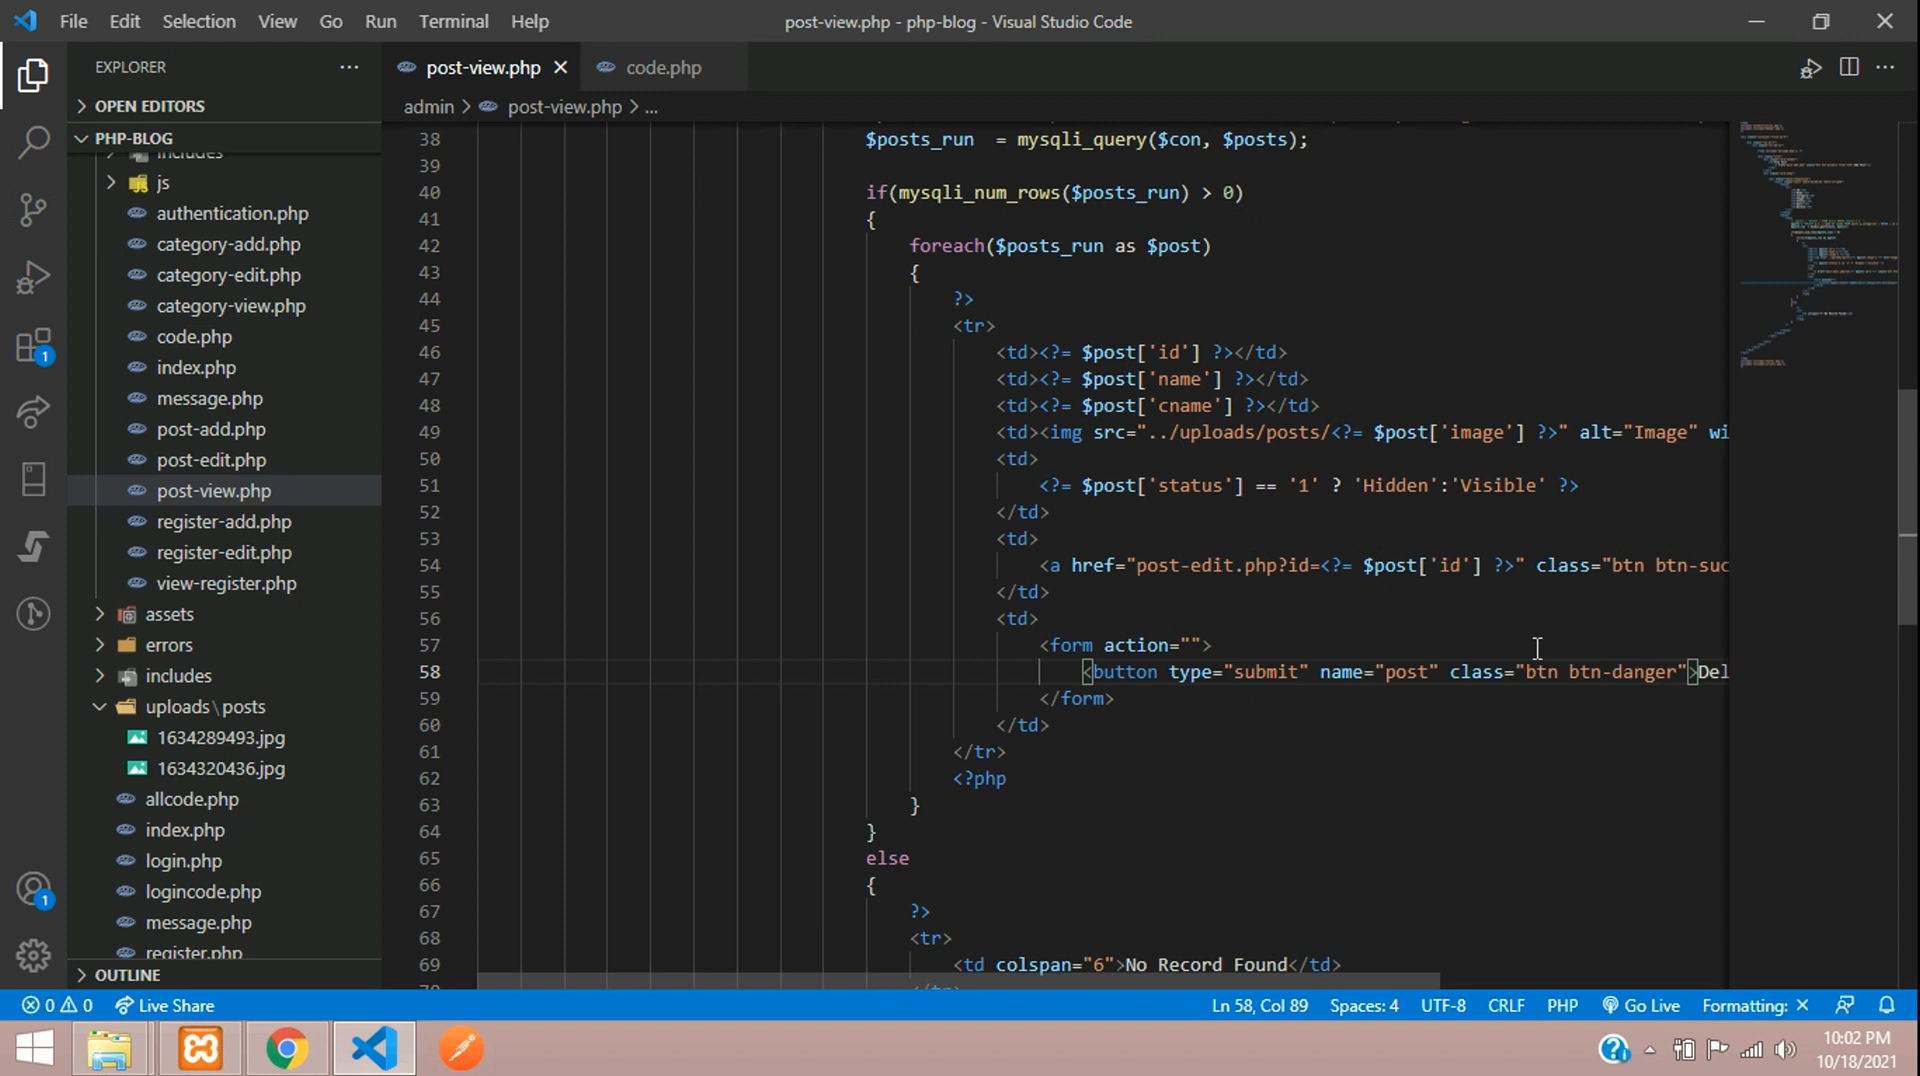 File Edit Selection View Go Run Terminal Help
post-view.php - php-blog - Visual Studio Code
EXPLORER
OPEN EDITORS
PHP-BLOG
includes
js
authentication.php
category-add.php
category-edit.php
category-view.php
code.php
index.php
message.php
post-add.php
post-edit.php
post-view.php
register-add.php
register-edit.php
view-register.php
assets
errors
includes
uploads\posts
1634289493.jpg
1634320436.jpg
allcode.php
index.php
login.php
logincode.php
message.php
register.php
OUTLINE
post-view.php
code.php
admin > post-view.php > ...
38 $posts_run = mysqli_query($con, $posts);
39
40 if(mysqli_num_rows($posts_run) > 0)
41 {
42 foreach($posts_run as $post)
43 {
44 ?>
45 <tr>
46 <td><?= $post['id'] ?></td>
47 <td><?= $post['name'] ?></td>
48 <td><?= $post['cname'] ?></td>
49 <td><img src="../uploads/posts/<?= $post['image'] ?>" alt="Image" wi
50 <td>
51 <?= $post['status'] == '1' ? 'Hidden':'Visible' ?>
52 </td>
53 <td>
54 <a href="post-edit.php?id=<?= $post['id'] ?>" class="btn btn-suc
55 </td>
56 <td>
57 <form action="">
58 <button type="submit" name="post" class="btn btn-danger">Del
59 </form>
60 </td>
61 </tr>
62 <?php
63 }
64 }
65 else
66 {
67 ?>
68 <tr>
69 <td colspan="6">No Record Found</td>
1
1
0 0 Live Share
Ln 58, Col 89 Spaces: 4 UTF-8 CRLF PHP Go Live Formatting: ×
10:02 PM
10/18/2021